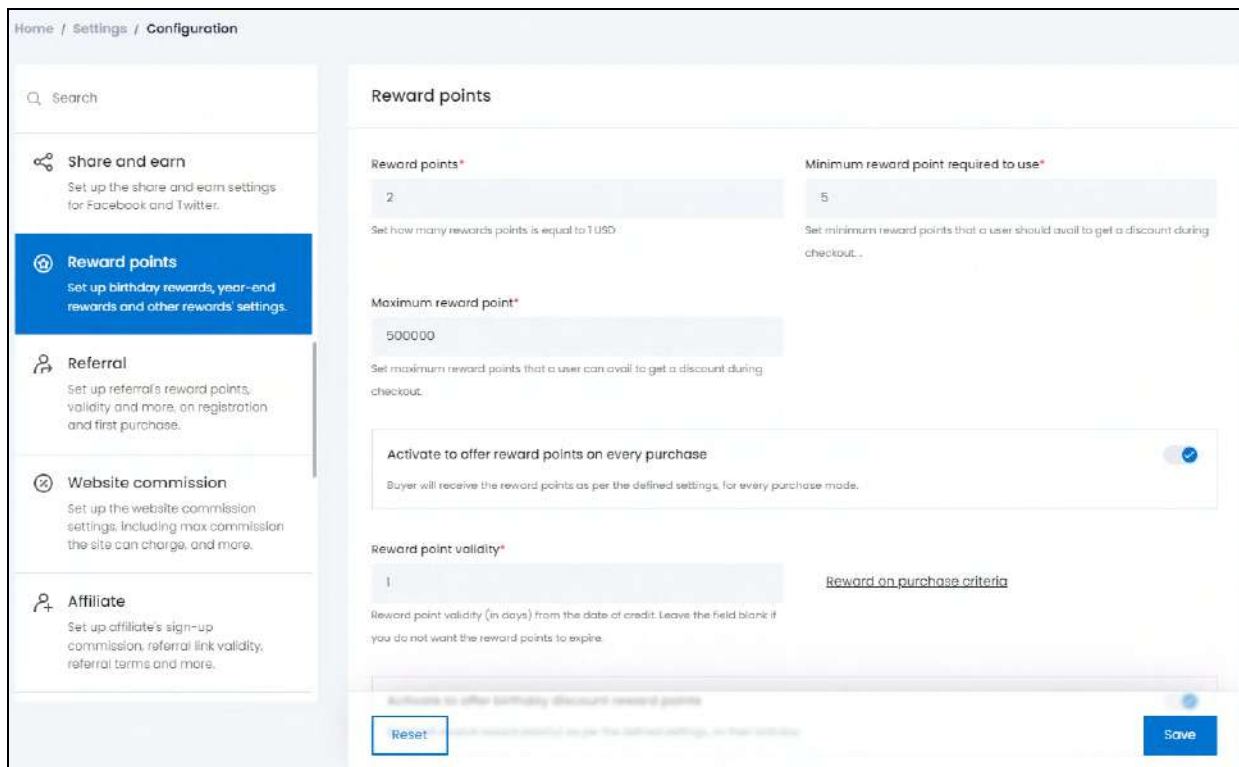 Home / Settings / Configuration
Search
Share and earn
Set up the share and earn settings
for Facebook and Twitter.
Reward points
Set up birthday rewards, year-end
rewards and other rewards' settings.
Referral
Set up referral's reward points,
validity and more, on registration
and first purchase.
Website commission
Set up the website commission
settings, including max commission
the site can charge, and more.
Affiliate
Set up affiliate's sign-up
commission, referral link validity,
referral terms and more.
Reward points
Reward points*
2
Set how many rewards points is equal to 1 USD
Minimum reward point required to use*
5
Set minimum reward points that a user should avail to get a discount during
checkout...
Maximum reward point*
500000
Set maximum reward points that a user can avail to get a discount during
checkout.
Activate to offer reward points on every purchase
Buyer will receive the reward points as per the defined settings, for every purchase made.
Reward point validity*
1
Reward point validity (in days) from the date of credit. Leave the field blank if
you do not want the reward points to expire.
Reward on purchase criteria
Activate to offer birthday discount reward points
Reset
Save